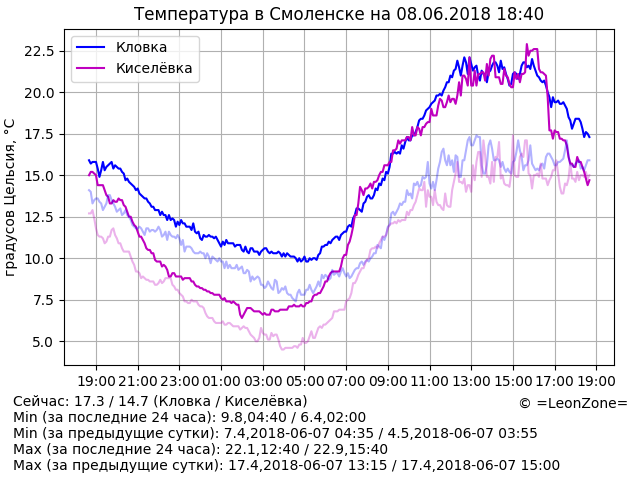 Температура в Смоленске на 08.06.2018 18:40
Кловка
Киселёвка
градусов Цельсия, °C
22.5
20.0
17.5
15.0
12.5
10.0
7.5
5.0
19:00 21:00 23:00 01:00 03:00 05:00 07:00 09:00 11:00 13:00 15:00 17:00 19:00
Сейчас: 17.3 / 14.7 (Кловка / Киселёвка)
© =LeonZone=
Min (за последние 24 часа): 9.8,04:40 / 6.4,02:00
Min (за предыдущие сутки): 7.4,2018-06-07 04:35 / 4.5,2018-06-07 03:55
Max (за последние 24 часа): 22.1,12:40 / 22.9,15:40
Max (за предыдущие сутки): 17.4,2018-06-07 13:15 / 17.4,2018-06-07 15:00